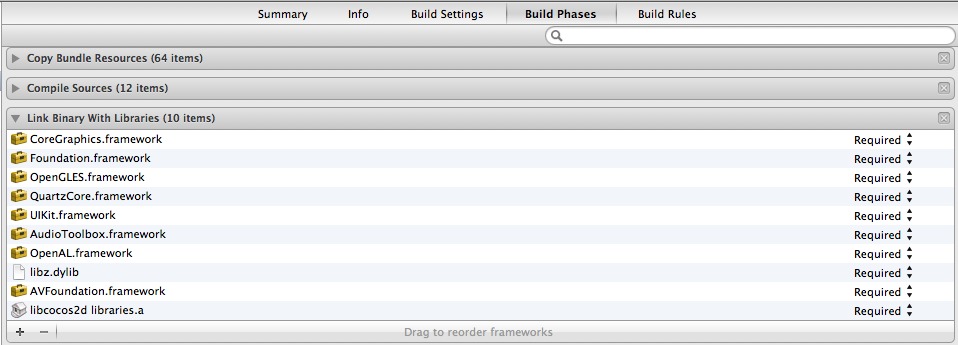 Summary Info Build Settings Build Phases Build Rules
Copy Bundle Resources (64 items)
Compile Sources (12 items)
Link Binary With Libraries (10 items)
CoreGraphics.framework Required
Foundation.framework Required
OpenGLES.framework Required
QuartzCore.framework Required
UIKit.framework Required
AudioToolbox.framework Required
OpenAL.framework Required
libz.dylib Required
AVFoundation.framework Required
libcocos2d libraries.a Required
+ − Drag to reorder frameworks